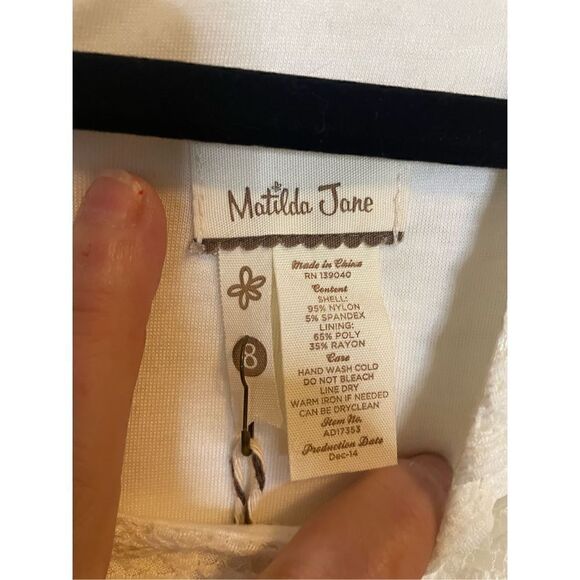 Matilda Jane
8
Made in China
RN 139040
Content
SHELL:
95% NYLON
5% SPANDEX
LINING:
65% POLY
35% RAYON
Care
HAND WASH COLD
DO NOT BLEACH
LINE DRY
WARM IRON IF NEEDED
CAN BE DRYCLEAN
Item No.
AD17353
Production Date
Dec-14